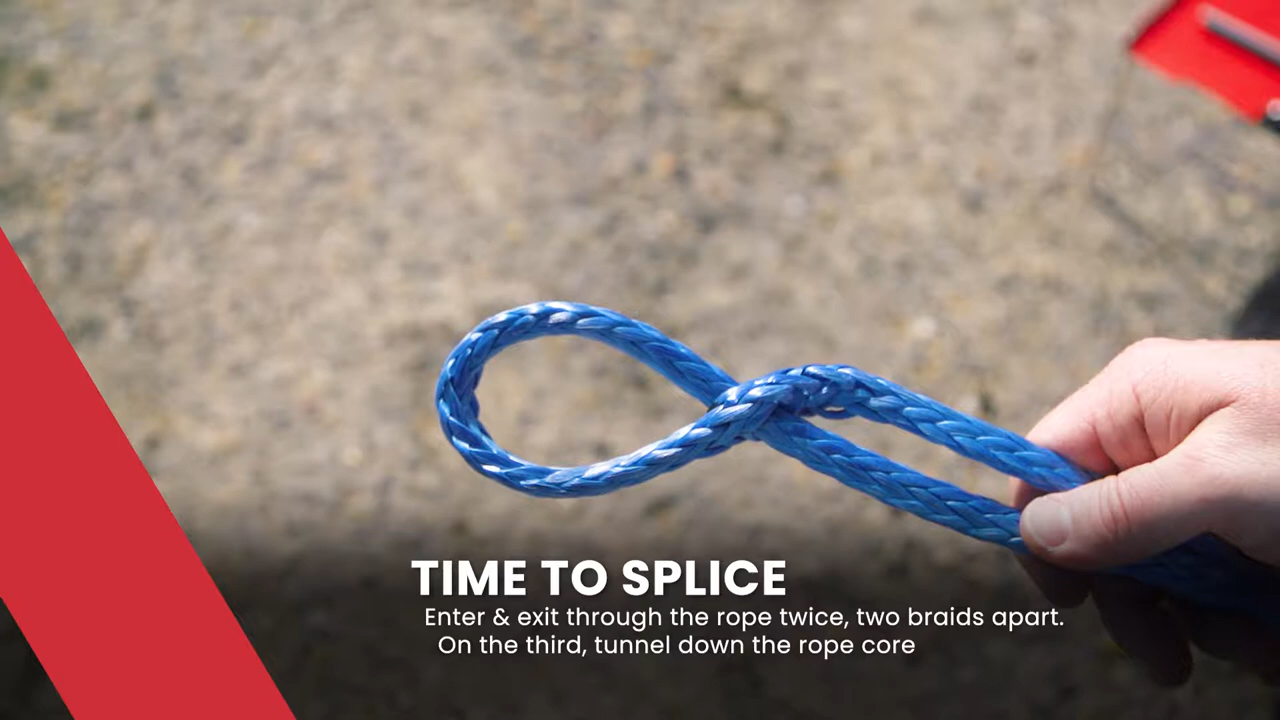 TIME TO SPLICE
Enter & exit through the rope twice, two braids apart.
On the third, tunnel down the rope core